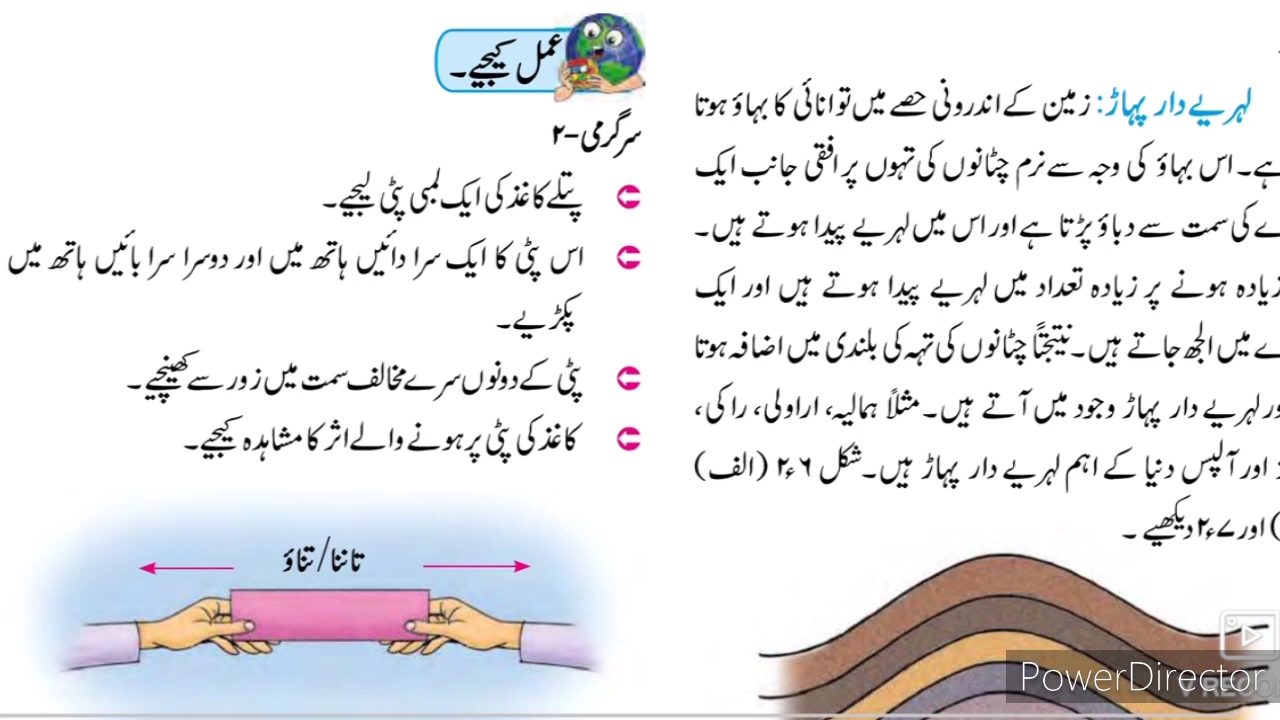 لہریے دار پہاڑ: زمین کے اندرونی حصے میں توانائی کا بہاؤ ہوتا
ہے۔ اس بہاؤ کی وجہ سے نرم چٹانوں کی تہوں پر افقی جانب ایک
ے کی سمت سے دباؤ پڑتا ہے اور اس میں لہریے پیدا ہوتے ہیں۔
زیادہ ہونے پر زیادہ تعداد میں لہریے پیدا ہوتے ہیں اور ایک
ے میں الجھ جاتے ہیں۔ نتیجتاً چٹانوں کی تہہ کی بلندی میں اضافہ ہوتا
ور لہریے دار پہاڑ وجود میں آتے ہیں۔ مثلاً ہمالیہ، اراولی، راکی،
اور آلپس دنیا کے اہم لہریے دار پہاڑ ہیں۔ شکل ۲ء۶ (الف)
) اور ۲ء۷ دیکھیے۔
عمل کیجیے۔
سرگرمی-۲
پتلے کاغذ کی ایک لمبی پٹی لیجیے۔
اس پٹی کا ایک سرا دائیں ہاتھ میں اور دوسرا سرا بائیں ہاتھ میں
پکڑیے۔
پٹی کے دونوں سرے مخالف سمت میں زور سے کھینچیے۔
کاغذ کی پٹی پر ہونے والے اثر کا مشاہدہ کیجیے۔
تاننا/تناؤ
PowerDirector